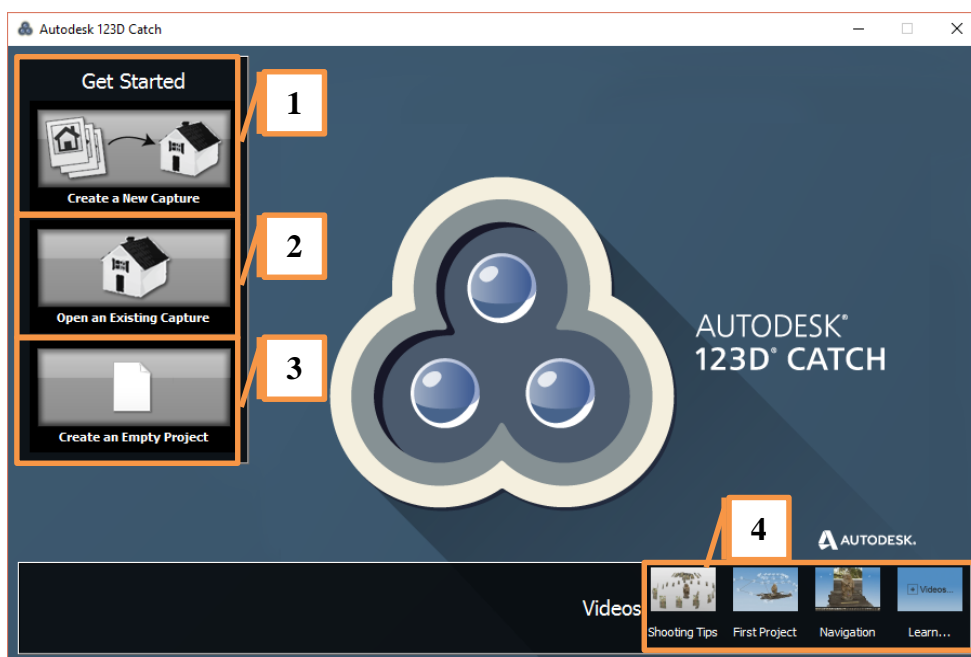 Autodesk 123D Catch
Get Started
1
Create a New Capture
2
Open an Existing Capture
3
Create an Empty Project
AUTODESK®
123D® CATCH
4
AUTODESK.
Videos
Videos...
Shooting Tips First Project Navigation Learn...